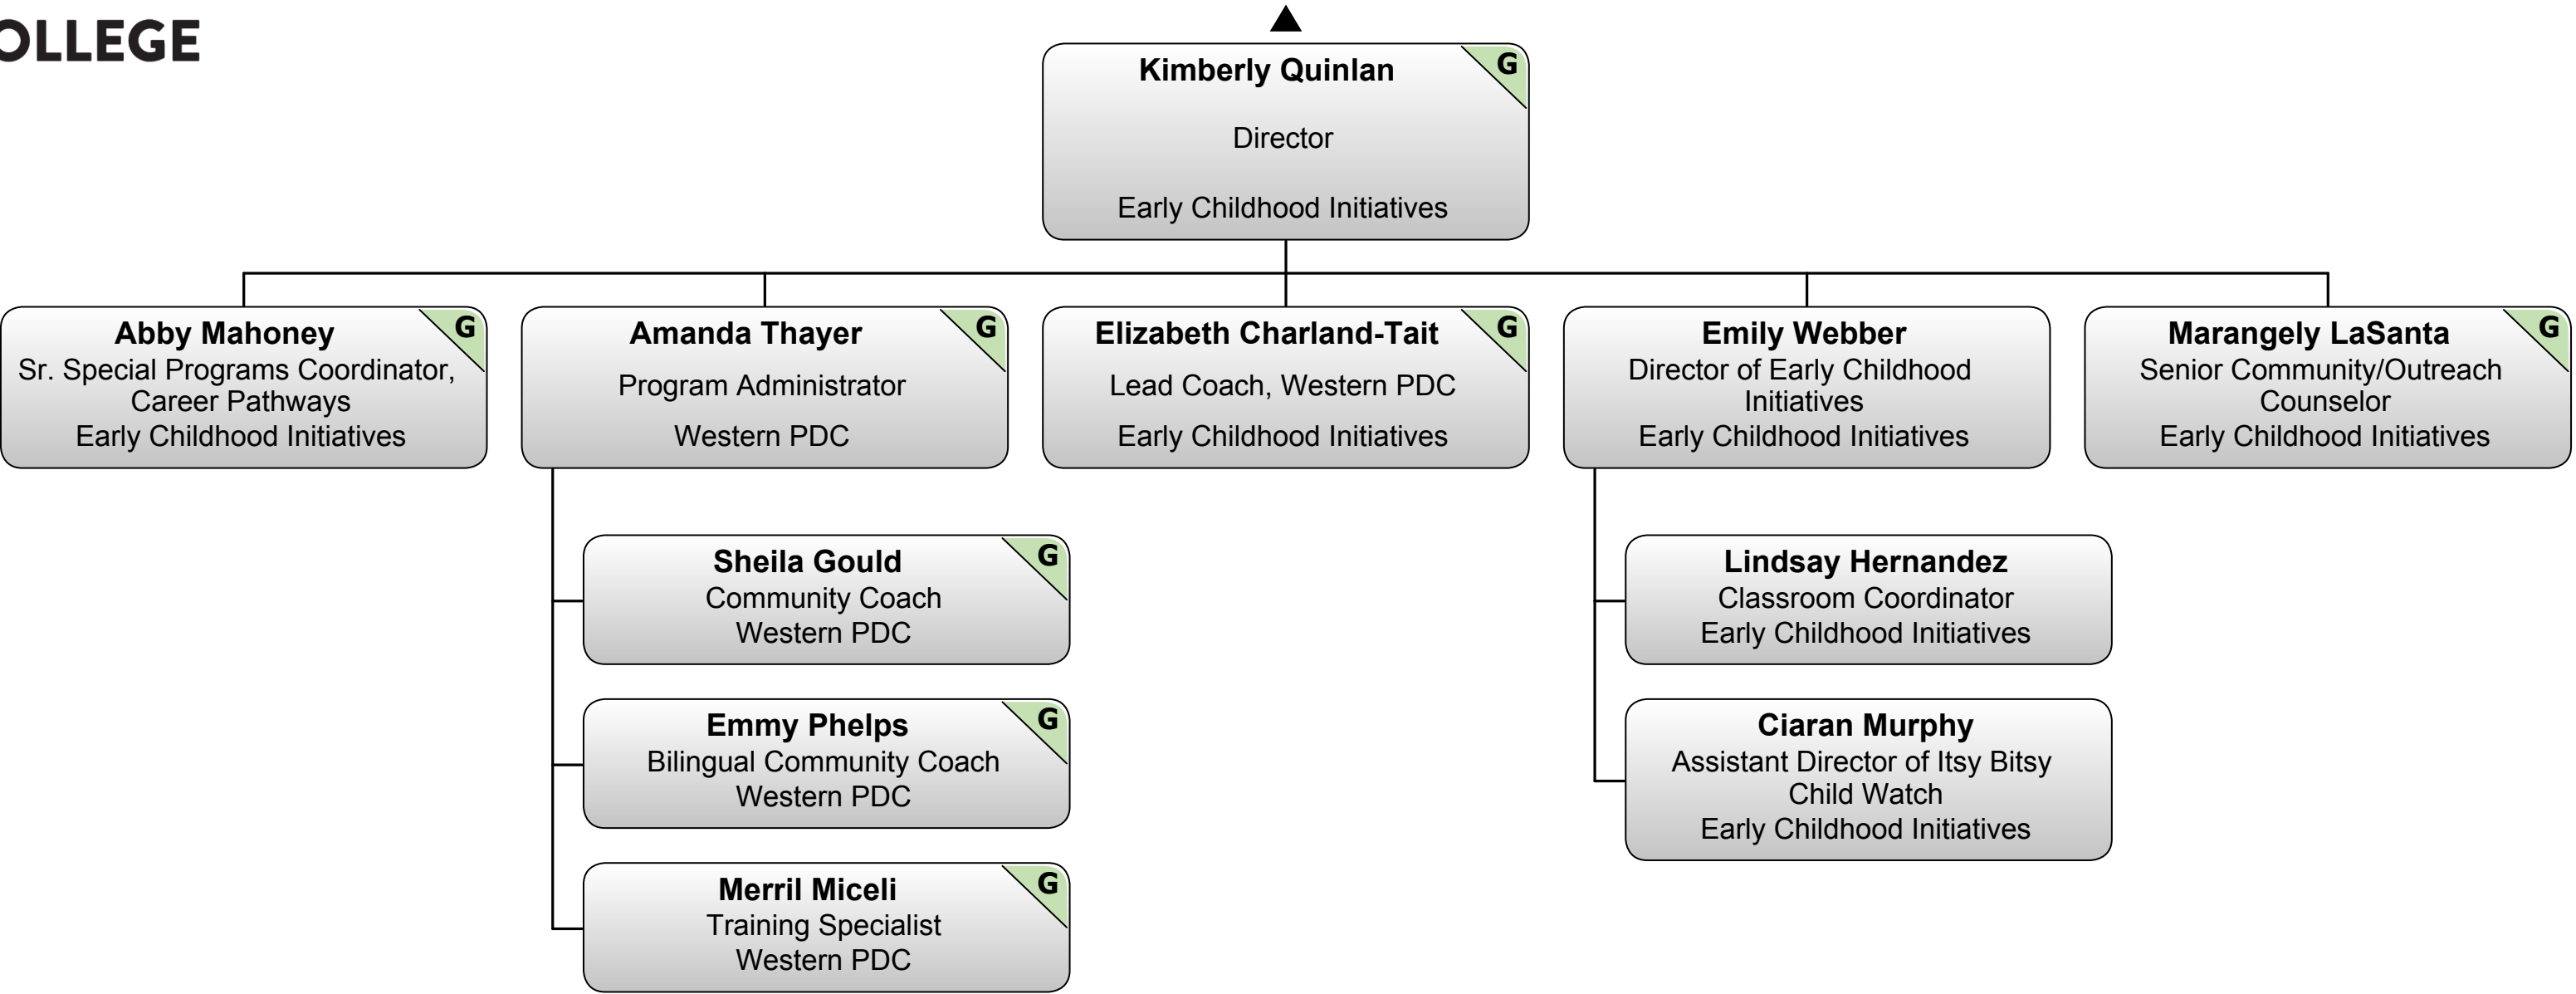 OLLEGE
Kimberly Quinlan
G
Director
Early Childhood Initiatives
Abby Mahoney
G
Sr. Special Programs Coordinator,
Career Pathways
Early Childhood Initiatives
Amanda Thayer
G
Program Administrator
Western PDC
Elizabeth Charland-Tait
G
Lead Coach, Western PDC
Early Childhood Initiatives
Emily Webber
Director of Early Childhood
Initiatives
Early Childhood Initiatives
Marangely LaSanta
G
Senior Community/Outreach
Counselor
Early Childhood Initiatives
Sheila Gould
G
Community Coach
Western PDC
Emmy Phelps
G
Bilingual Community Coach
Western PDC
Merril Miceli
G
Training Specialist
Western PDC
Lindsay Hernandez
Classroom Coordinator
Early Childhood Initiatives
Ciaran Murphy
Assistant Director of Itsy Bitsy
Child Watch
Early Childhood Initiatives